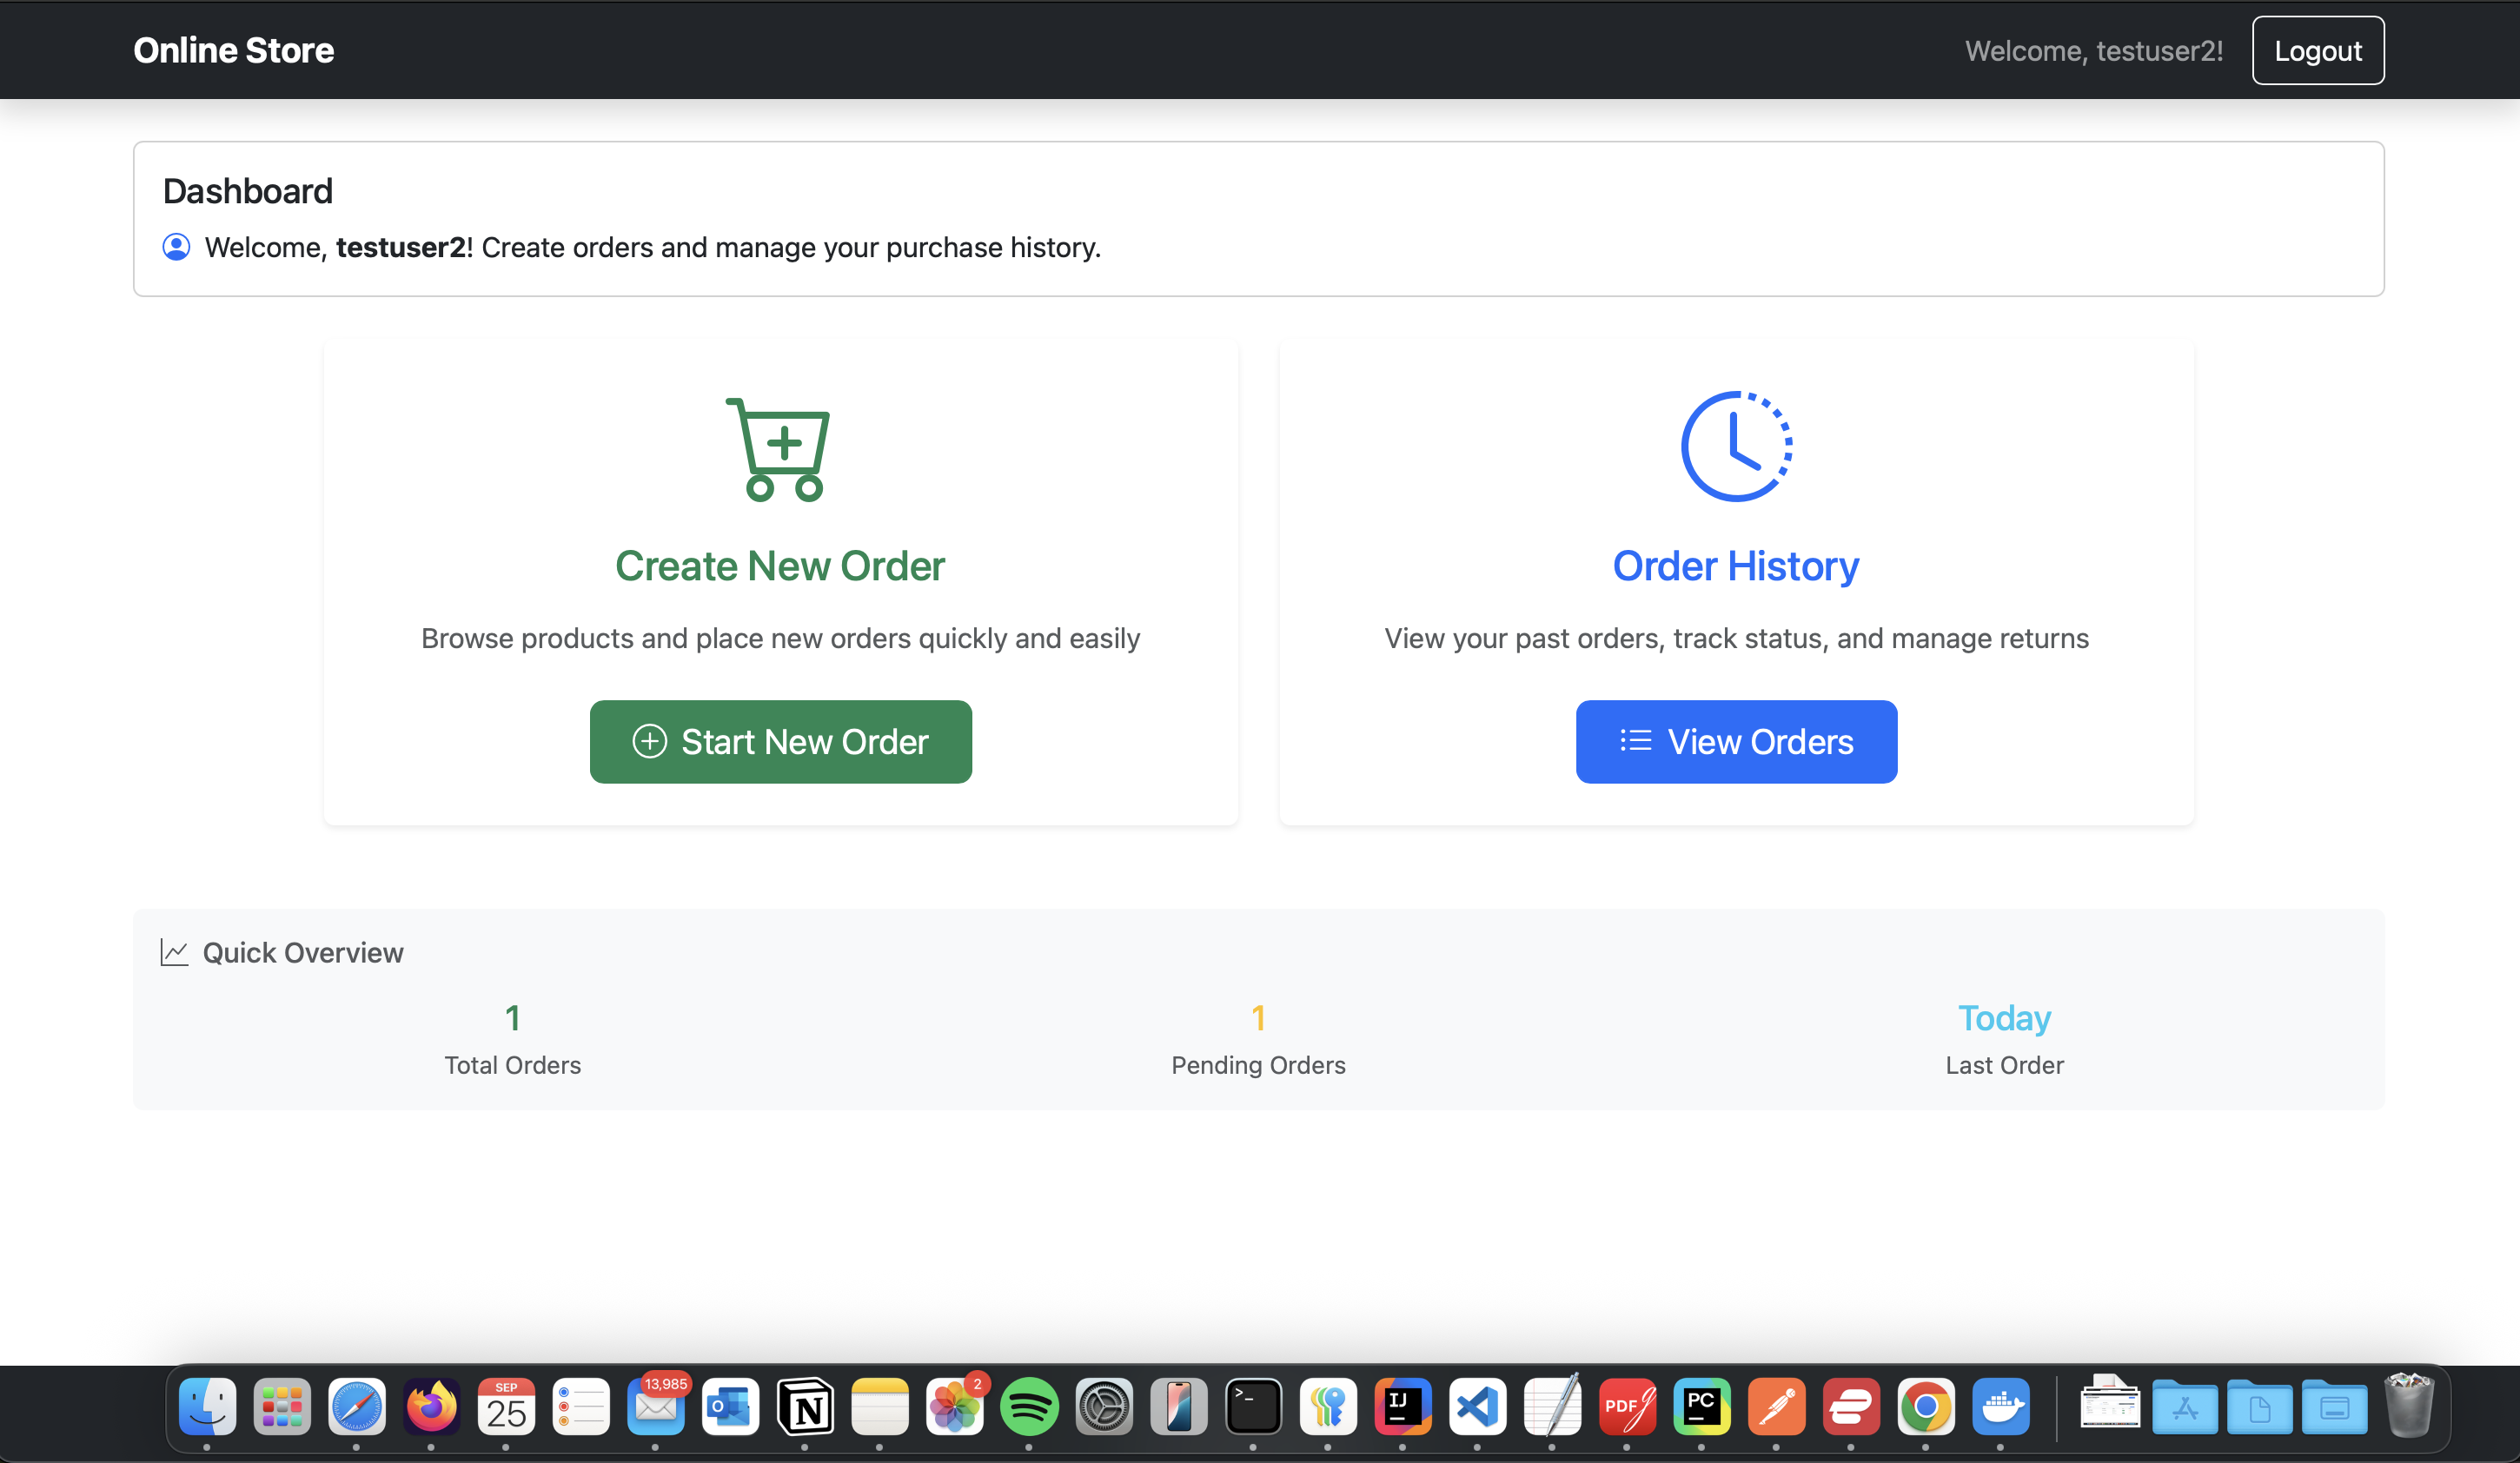 Online Store
Welcome, testuser2!
Logout
Dashboard
Welcome, testuser2! Create orders and manage your purchase history.
Create New Order
Browse products and place new orders quickly and easily
Start New Order
Order History
View your past orders, track status, and manage returns
View Orders
Quick Overview
1
Total Orders
1
Pending Orders
Today
Last Order
SEP
25
13,985
O
N
2
>_
IJ
PDF
PC